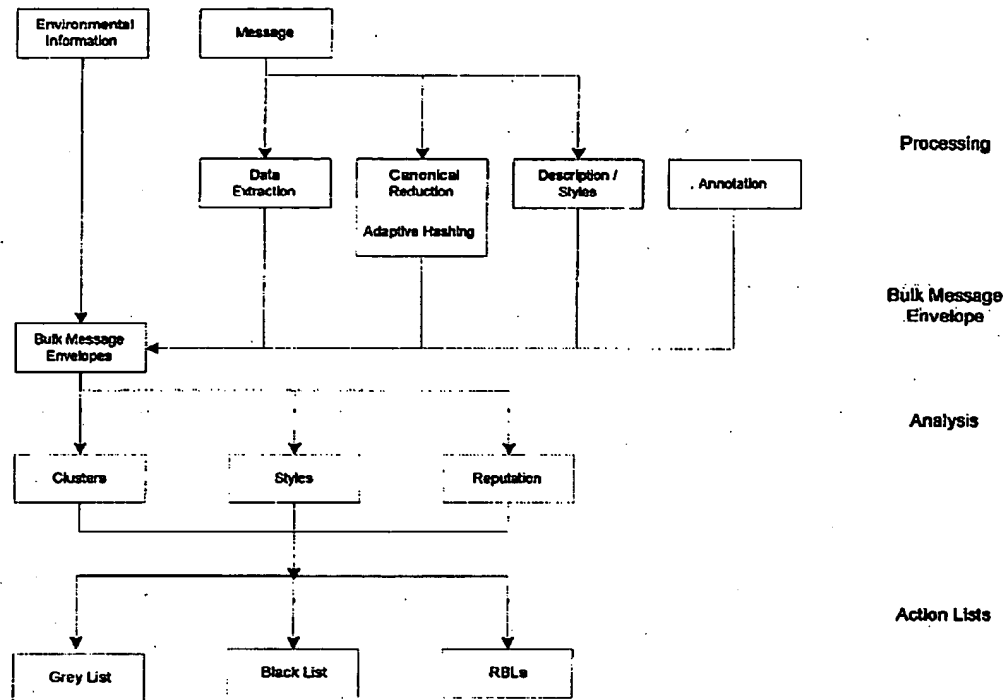 Environmental
Information
Message
Processing
Data
Extraction
Canonical
Reduction
Adaptive Hashing
Description /
Styles
Annotation
Bulk Message
Envelope
Bulk Message
Envelopes
Analysis
Clusters
Styles
Reputation
Action Lists
Grey List
Black List
RBLs